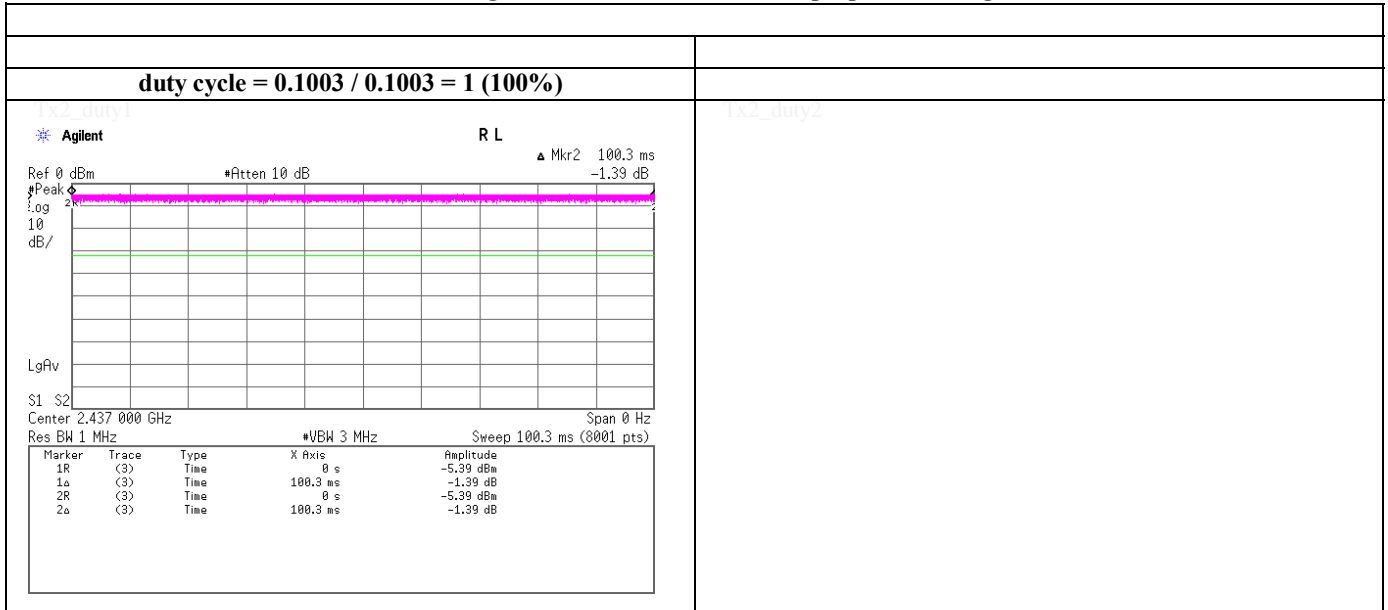 duty cycle = 0.1003 / 0.1003 = 1 (100%)
Tx2_duty1
Tx2_duty2
Agilent
R L
Δ Mkr2 100.3 ms
Ref 0 dBm #Atten 10 dB -1.39 dB
#Peak
Log
10
dB/
2R
2
LgAv
S1 S2
Center 2.437 000 GHz Span 0 Hz
Res BW 1 MHz #VBW 3 MHz Sweep 100.3 ms (8001 pts)
Marker Trace Type X Axis Amplitude
1R (3) Time 0 s -5.39 dBm
1Δ (3) Time 100.3 ms -1.39 dB
2R (3) Time 0 s -5.39 dBm
2Δ (3) Time 100.3 ms -1.39 dB